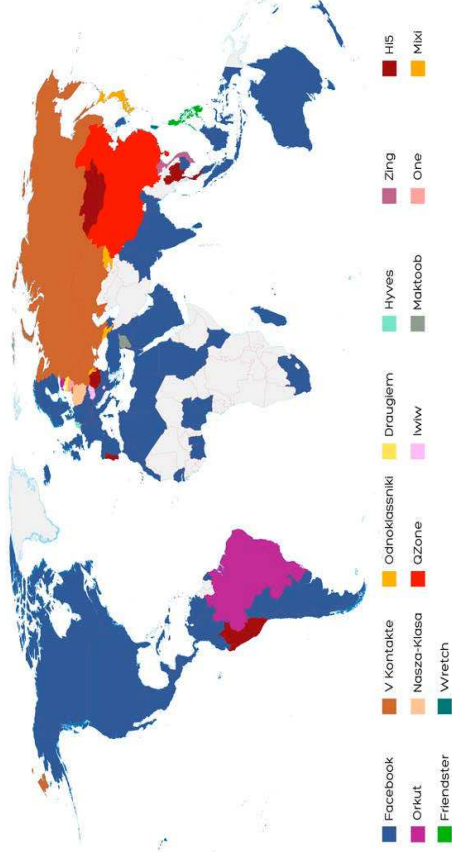 Facebook
V Kontakte
Odnoklassniki
Draugiem
Hyves
Zing
Hi5
Orkut
Nasza-Klasa
QZone
Iwiw
Maktoob
One
Mixi
Friendster
Wretch